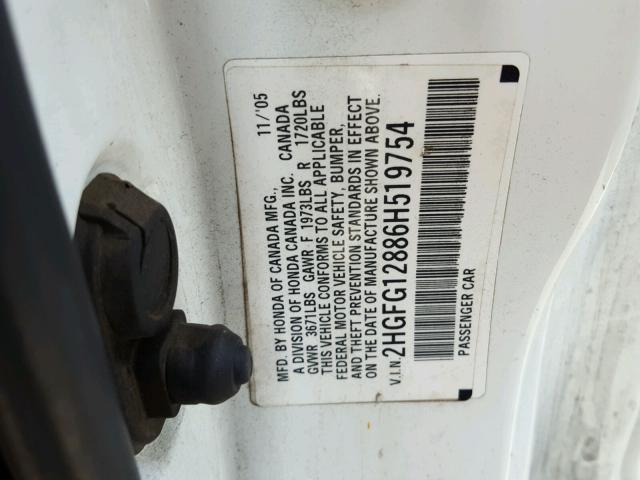 MFD. BY HONDA OF CANADA MFG., 11/'05
A DIVISION OF HONDA CANADA INC. CANADA
GVWR 3671LBS GAWR F 1973LBS R 1720LBS
THIS VEHICLE CONFORMS TO ALL APPLICABLE
FEDERAL MOTOR VEHICLE SAFETY, BUMPER,
AND THEFT PREVENTION STANDARDS IN EFFECT
ON THE DATE OF MANUFACTURE SHOWN ABOVE.
V.I.N. 2HGFG12886H519754
PASSENGER CAR